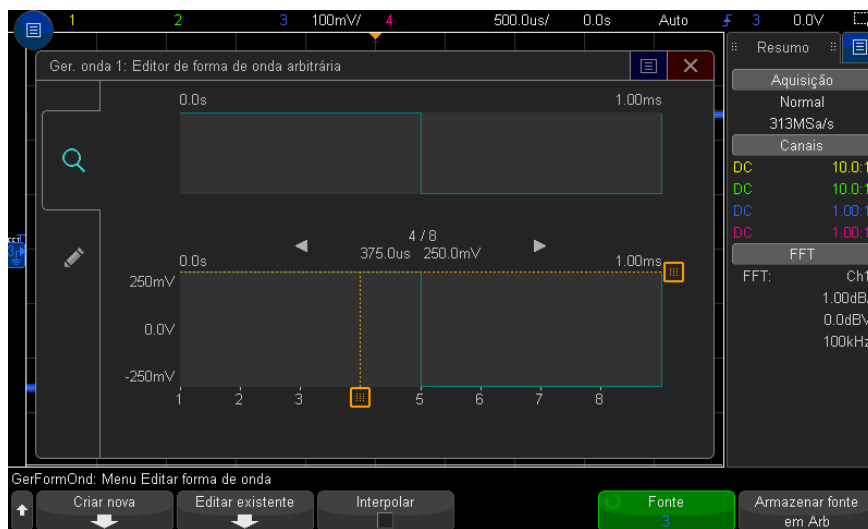 1 2 3 100mV/ 4 500.0us/ 0.0s Auto 3 0.0V
Ger. onda 1: Editor de forma de onda arbitrária
0.0s 1.00ms
4 / 8
375.0us 250.0mV
0.0s 1.00ms
250mV
0.0V
-250mV
1 2 3 5 6 7 8
Resumo
Aquisição
Normal
313MSa/s
Canais
DC 10.0:1
DC 10.0:1
DC 1.00:1
DC 1.00:1
FFT
FFT: Ch1
1.00dB/
0.0dBV
100kHz
GerFormOnd: Menu Editar forma de onda
Criar nova
Editar existente
Interpolar
Fonte
3
Armazenar fonte
em Arb